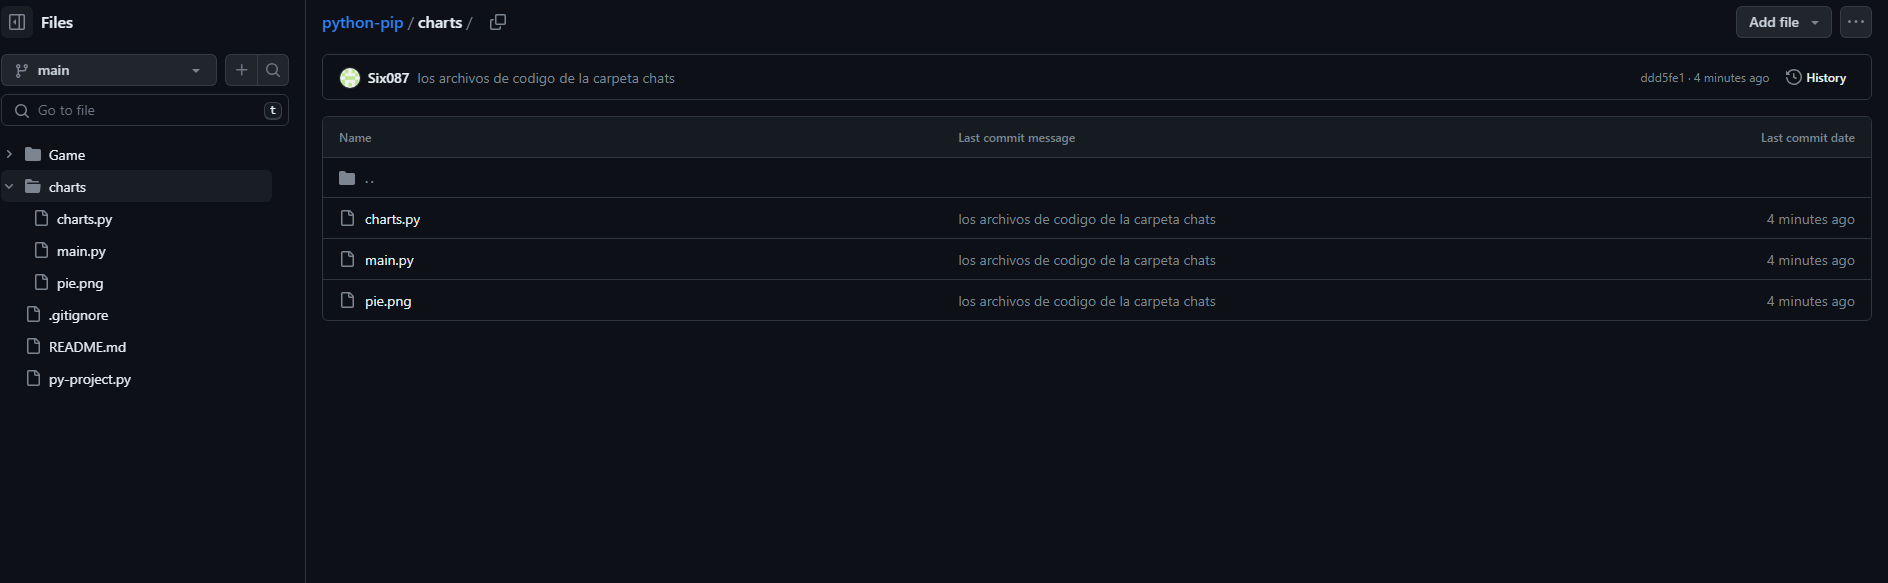 Files
main
Go to file
t
Game
charts
charts.py
main.py
pie.png
.gitignore
README.md
py-project.py
python-pip / charts /
Add file
Six087 los archivos de codigo de la carpeta chats
ddd5fe1 · 4 minutes ago
History
Name Last commit message Last commit date
..
charts.py los archivos de codigo de la carpeta chats 4 minutes ago
main.py los archivos de codigo de la carpeta chats 4 minutes ago
pie.png los archivos de codigo de la carpeta chats 4 minutes ago